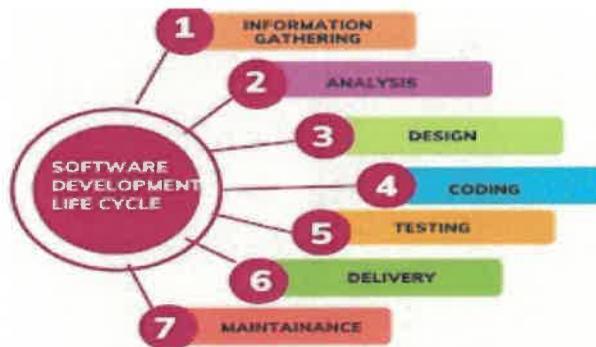 1
INFORMATION
GATHERING
2
ANALYSIS
3
DESIGN
SOFTWARE
DEVELOPMENT
LIFE CYCLE
4
CODING
5
TESTING
6
DELIVERY
7
MAINTAINANCE